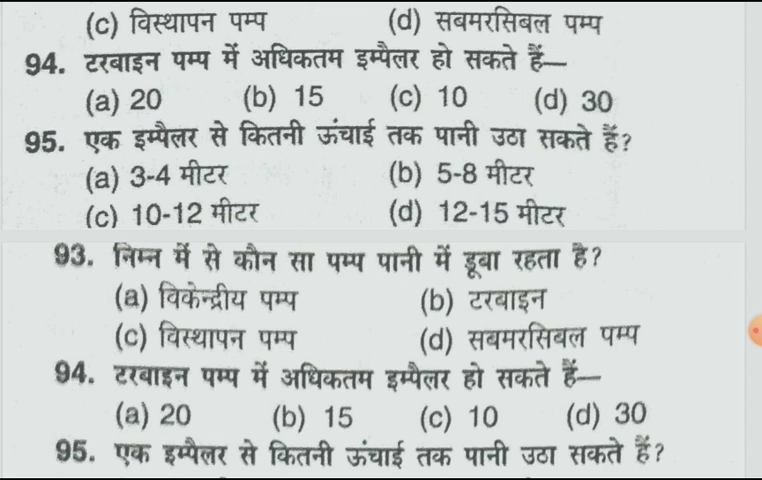 (c) विस्थापन पम्प (d) सबमरसिबल पम्प
94. टरबाइन पम्प में अधिकतम इम्पैलर हो सकते हैं—
(a) 20 (b) 15 (c) 10 (d) 30
95. एक इम्पैलर से कितनी ऊंचाई तक पानी उठा सकते हैं?
(a) 3-4 मीटर (b) 5-8 मीटर
(c) 10-12 मीटर (d) 12-15 मीटर
93. निम्न में से कौन सा पम्प पानी में डूबा रहता है?
(a) विकेन्द्रीय पम्प (b) टरबाइन
(c) विस्थापन पम्प (d) सबमरसिबल पम्प
94. टरबाइन पम्प में अधिकतम इम्पैलर हो सकते हैं—
(a) 20 (b) 15 (c) 10 (d) 30
95. एक इम्पैलर से कितनी ऊंचाई तक पानी उठा सकते हैं?